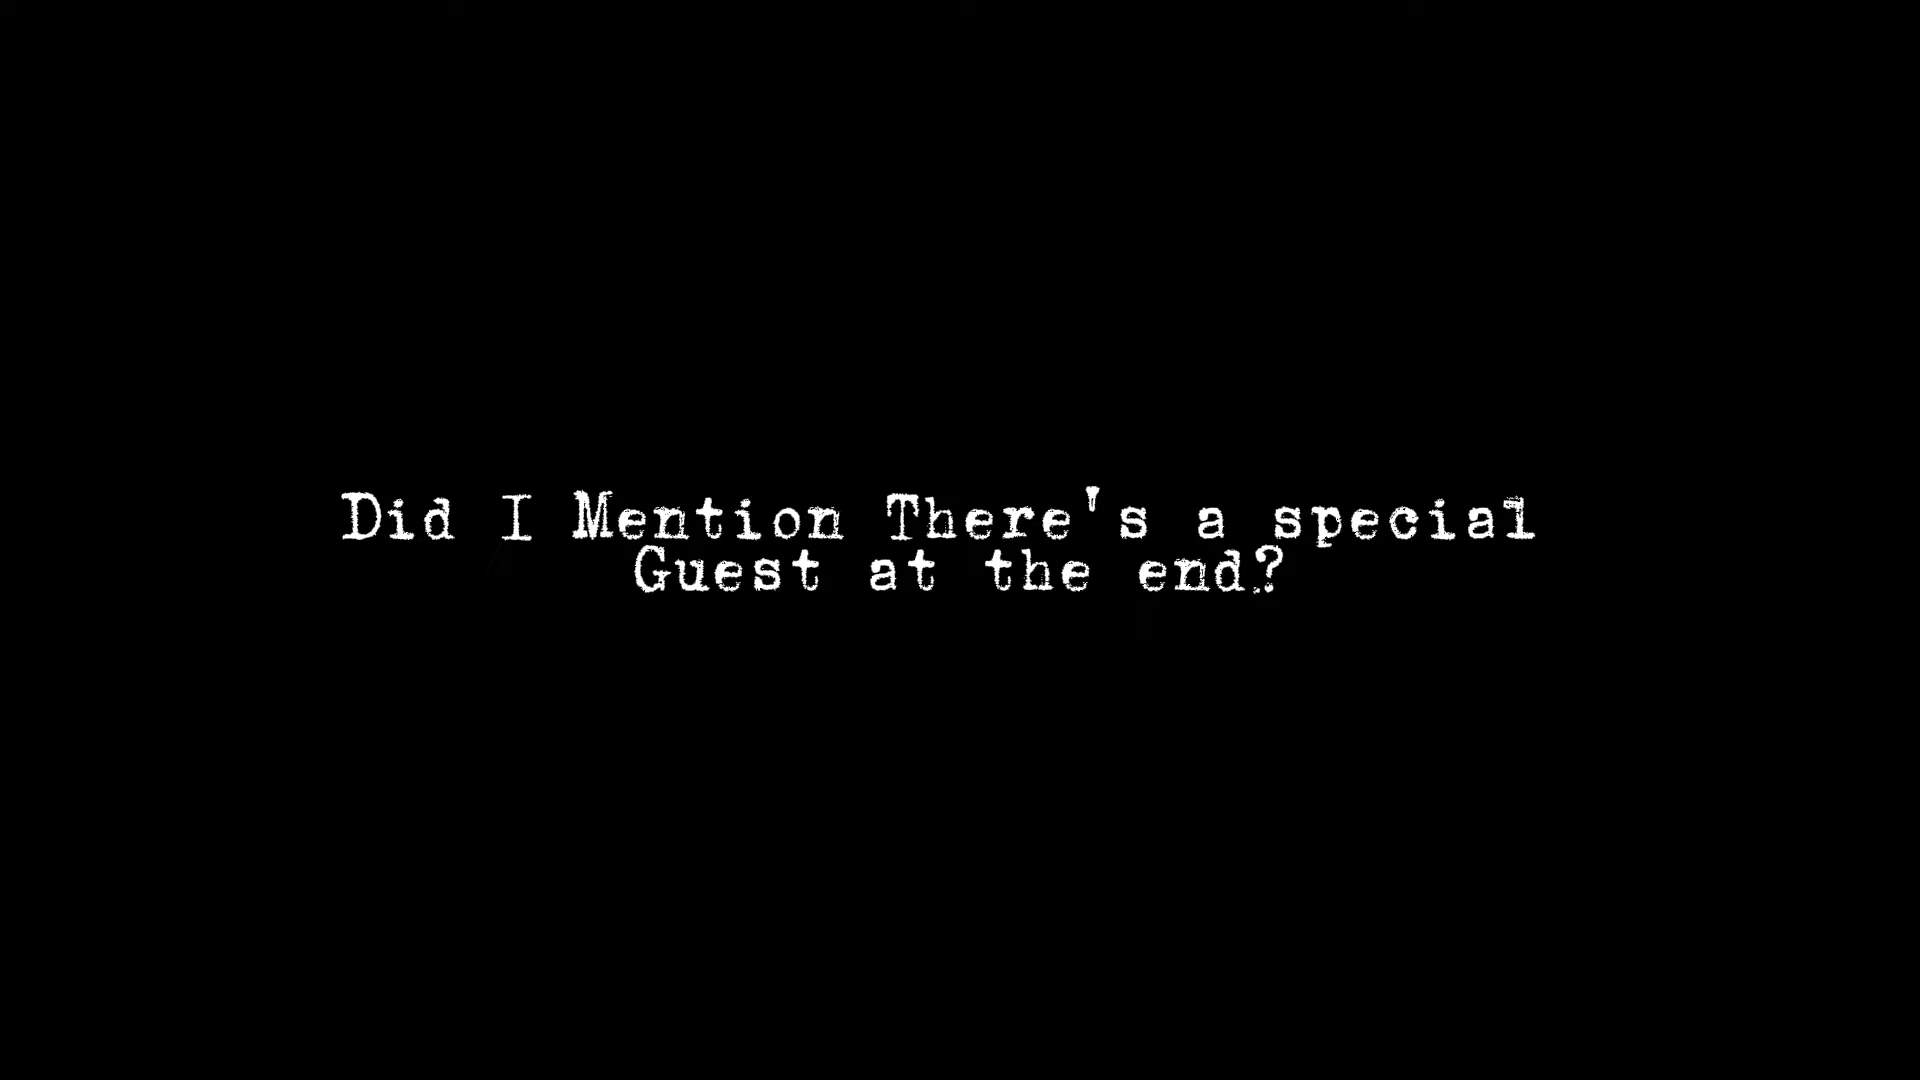 Did I Mention There's a special
Guest at the end?